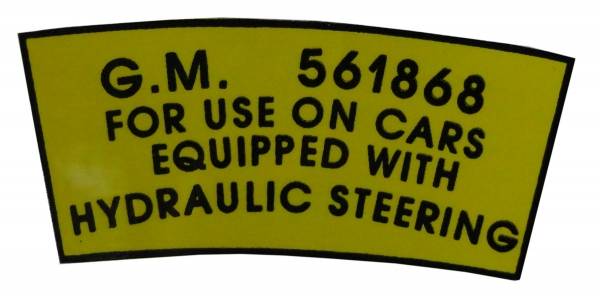 G.M. 561868
FOR USE ON CARS
EQUIPPED WITH
HYDRAULIC STEERING